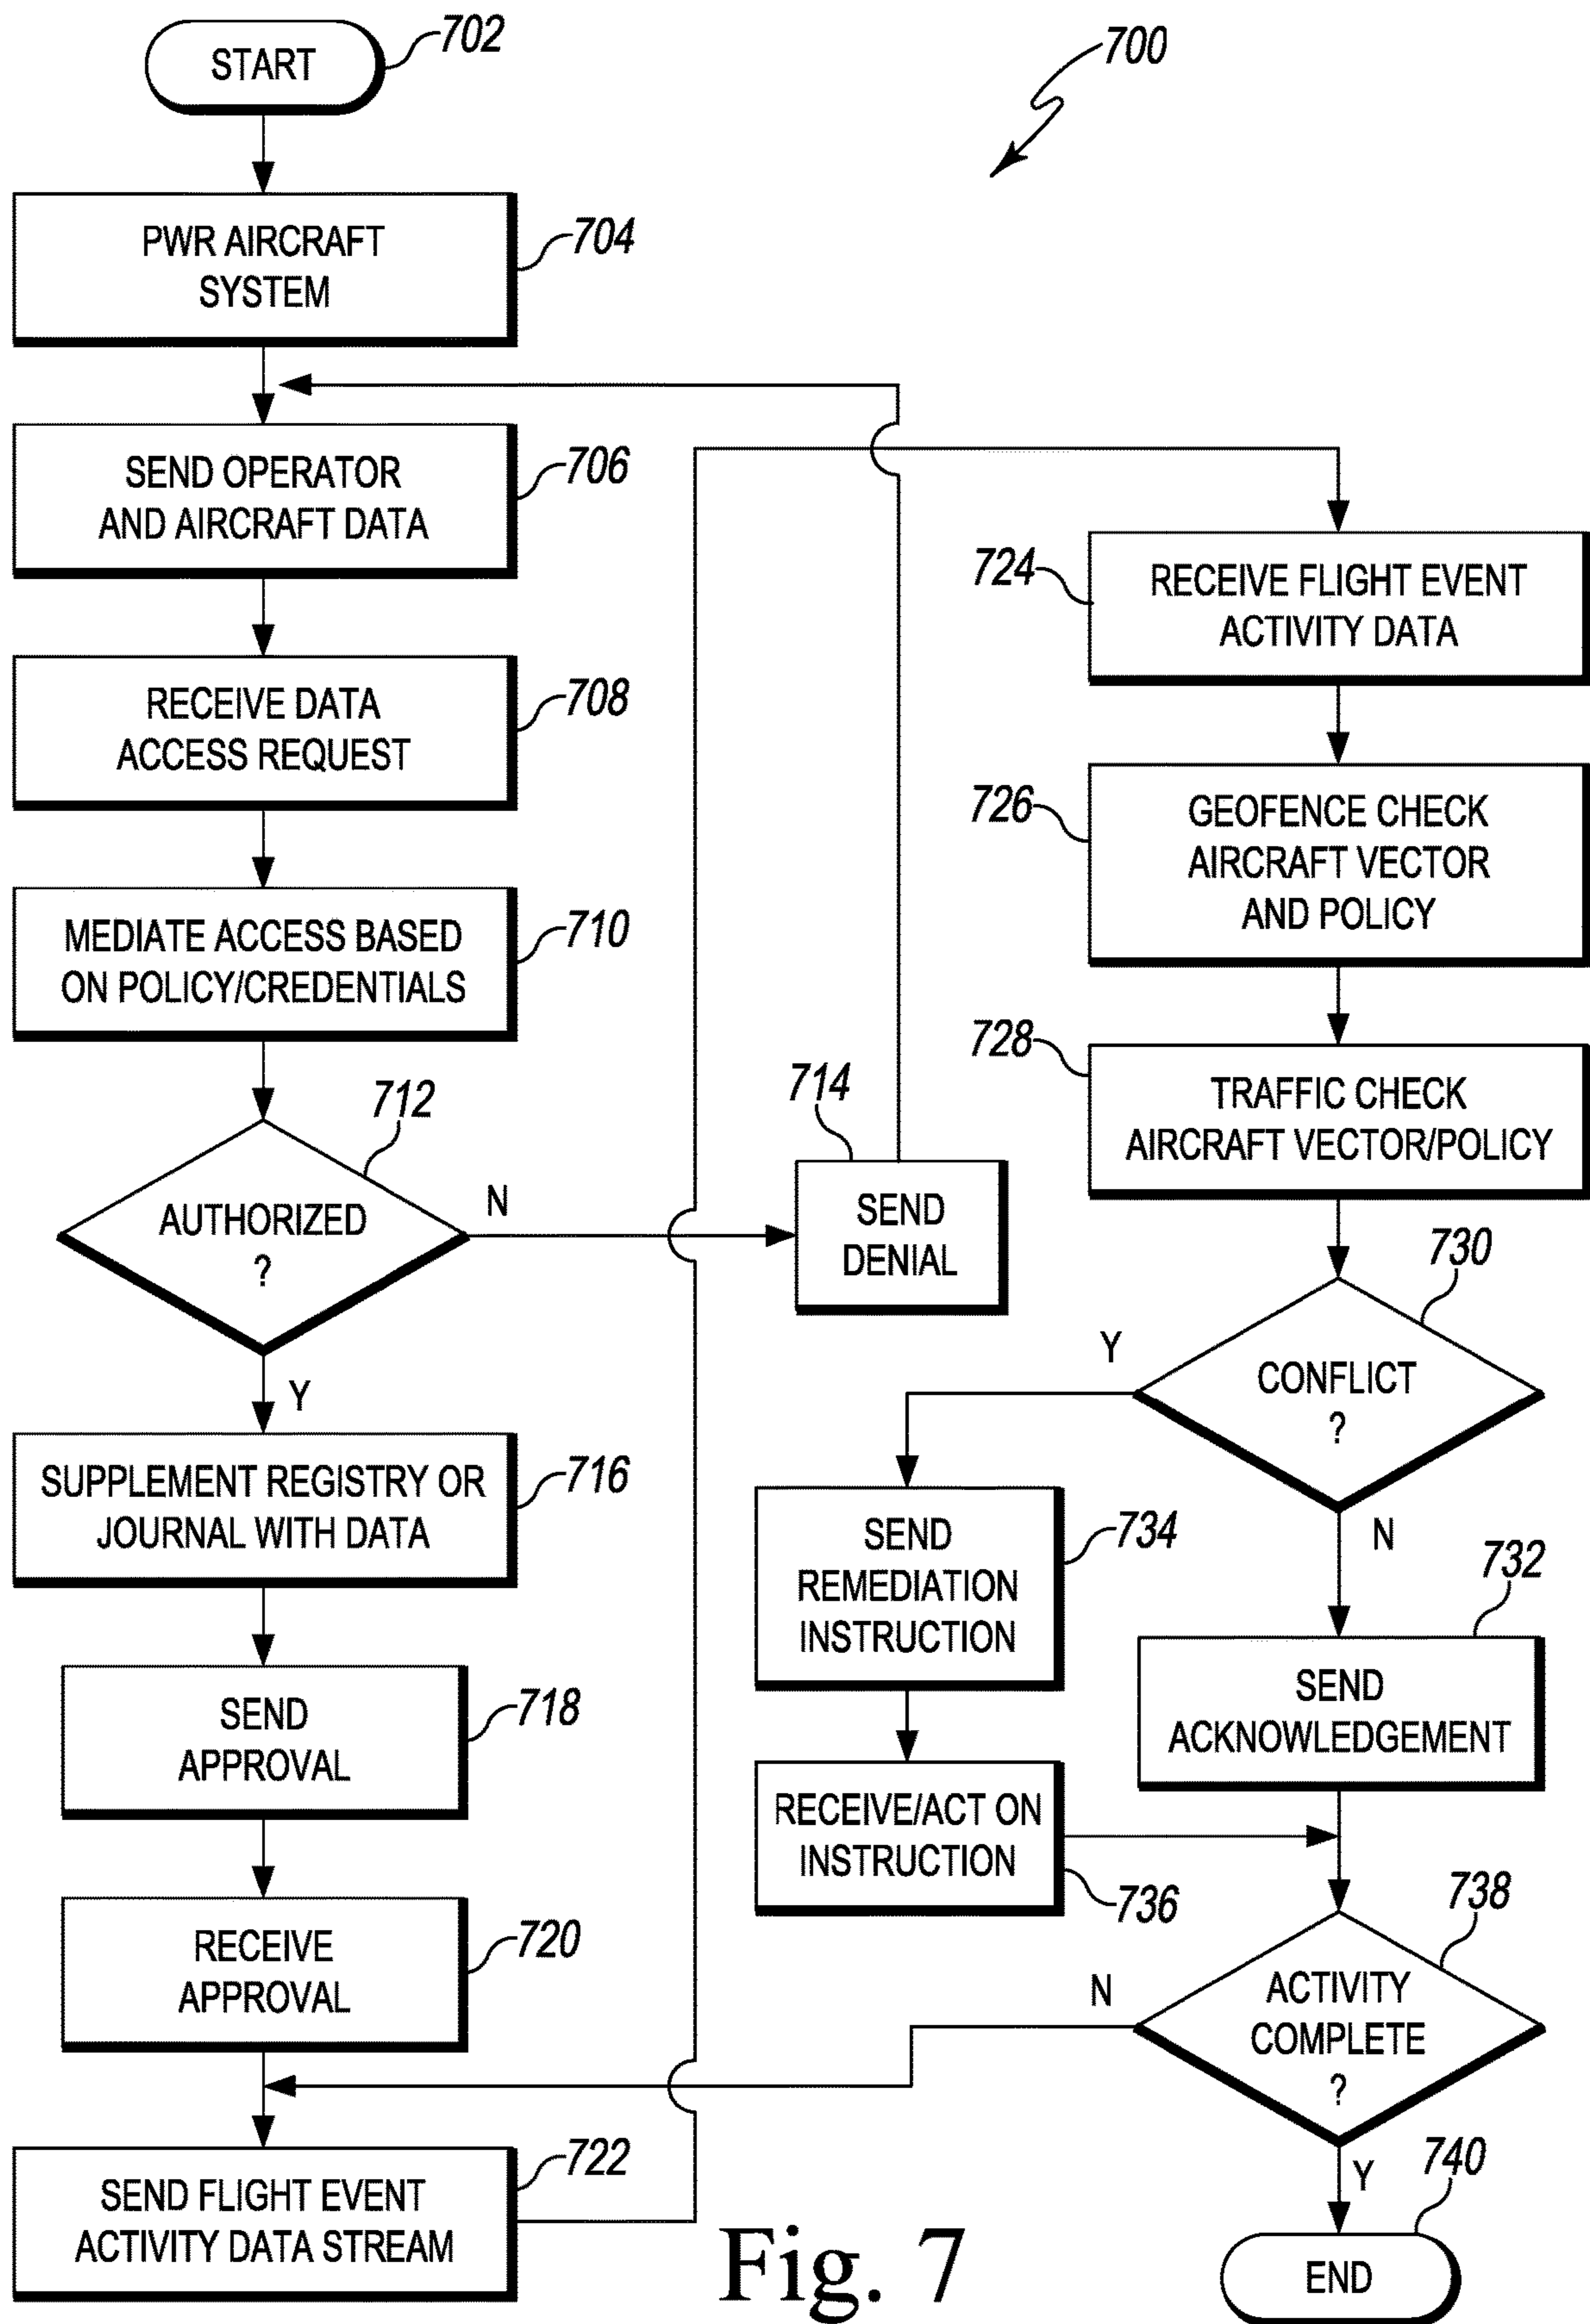 START
702
700
PWR AIRCRAFT
SYSTEM
704
SEND OPERATOR
AND AIRCRAFT DATA
706
RECEIVE DATA
ACCESS REQUEST
708
MEDIATE ACCESS BASED
ON POLICY/CREDENTIALS
710
712
AUTHORIZED
?
N
Y
714
SEND
DENIAL
SUPPLEMENT REGISTRY OR
JOURNAL WITH DATA
716
SEND
APPROVAL
718
RECEIVE
APPROVAL
720
SEND FLIGHT EVENT
ACTIVITY DATA STREAM
722
724
RECEIVE FLIGHT EVENT
ACTIVITY DATA
726
GEOFENCE CHECK
AIRCRAFT VECTOR
AND POLICY
728
TRAFFIC CHECK
AIRCRAFT VECTOR/POLICY
730
CONFLICT
?
Y
N
SEND
REMEDIATION
INSTRUCTION
734
732
SEND
ACKNOWLEDGEMENT
RECEIVE/ACT ON
INSTRUCTION
736
738
ACTIVITY
COMPLETE
?
N
Y
740
END
Fig. 7